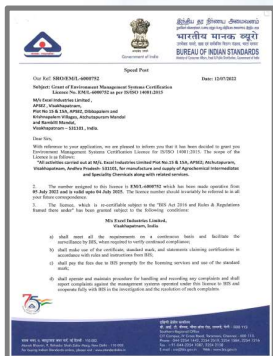 भारतीय मानक ब्यूरो
BUREAU OF INDIAN STANDARDS
Government of India
Speed Post
Our Ref: SRO/EM/L-6000752
Date: 12/07/2022
Subject: Grant of Environment Management Systems Certification
Licence No. EM/L-6000752 as per IS/ISO 14001:2015
M/s Excel Industries Limited,
APSEZ, Visakhapatnam,
Plot No 15 & 15A, APSEZ, Dibbapalem and
Krishnapalem Villages, Atchutapuram Mandal
and Rambilli Mandal,
Visakhapatnam – 531101, India.
Dear Sir,
With reference to your application, we are pleased to inform you that it has been decided to grant you
Environment Management Systems Certification Licence for IS/ISO 14001:2015. The scope of the
Licence is as follows:
"All activities carried out at M/s. Excel Industries Limited Plot No.15 & 15A, APSEZ, Atchutapuram,
Visakhapatnam, Andhra Pradesh- 531101, for manufacture and supply of Agrochemical Intermediates
and Specialty Chemicals along with related services.
2. The number assigned to this licence is EM/L-6000752 which has been made operative from
05 July 2022 and is valid upto 04 July 2025. The licence number should invariably be referred to in all
your future correspondence.
3. The licence, which is re-certifiable subject to the "BIS Act 2016 and Rules & Regulations
framed there under" has been granted subject to the following conditions:
M/s Excel Industries Limited,
Visakhapatnam, India
a) shall meet all the requirements on a continuous basis and facilitate the
surveillance by BIS, when required to verify continued compliance;
b) shall make use of the certificate, standard mark, and statements claiming certifications in
accordance with rules and instructions from BIS;
c) shall pay the fees due to BIS promptly for the licensing services and use of the standard
mark;
d) shall operate and maintain procedure for handling and recording any complaints and shall
report complaints against the management systems operated under this licence to BIS and
cooperate fully with BIS in the investigation and the resolution of such complaints.